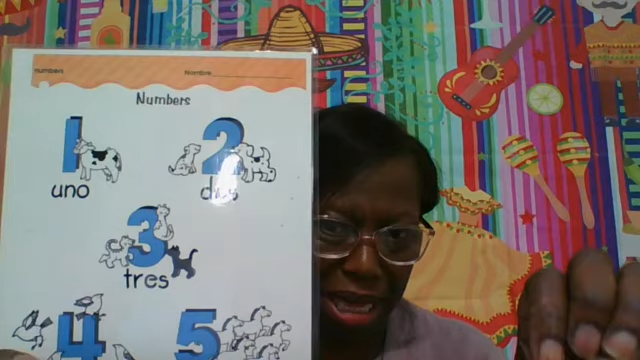 numbers Nombre
Numbers
1 2
uno dos
3
tres
4 5